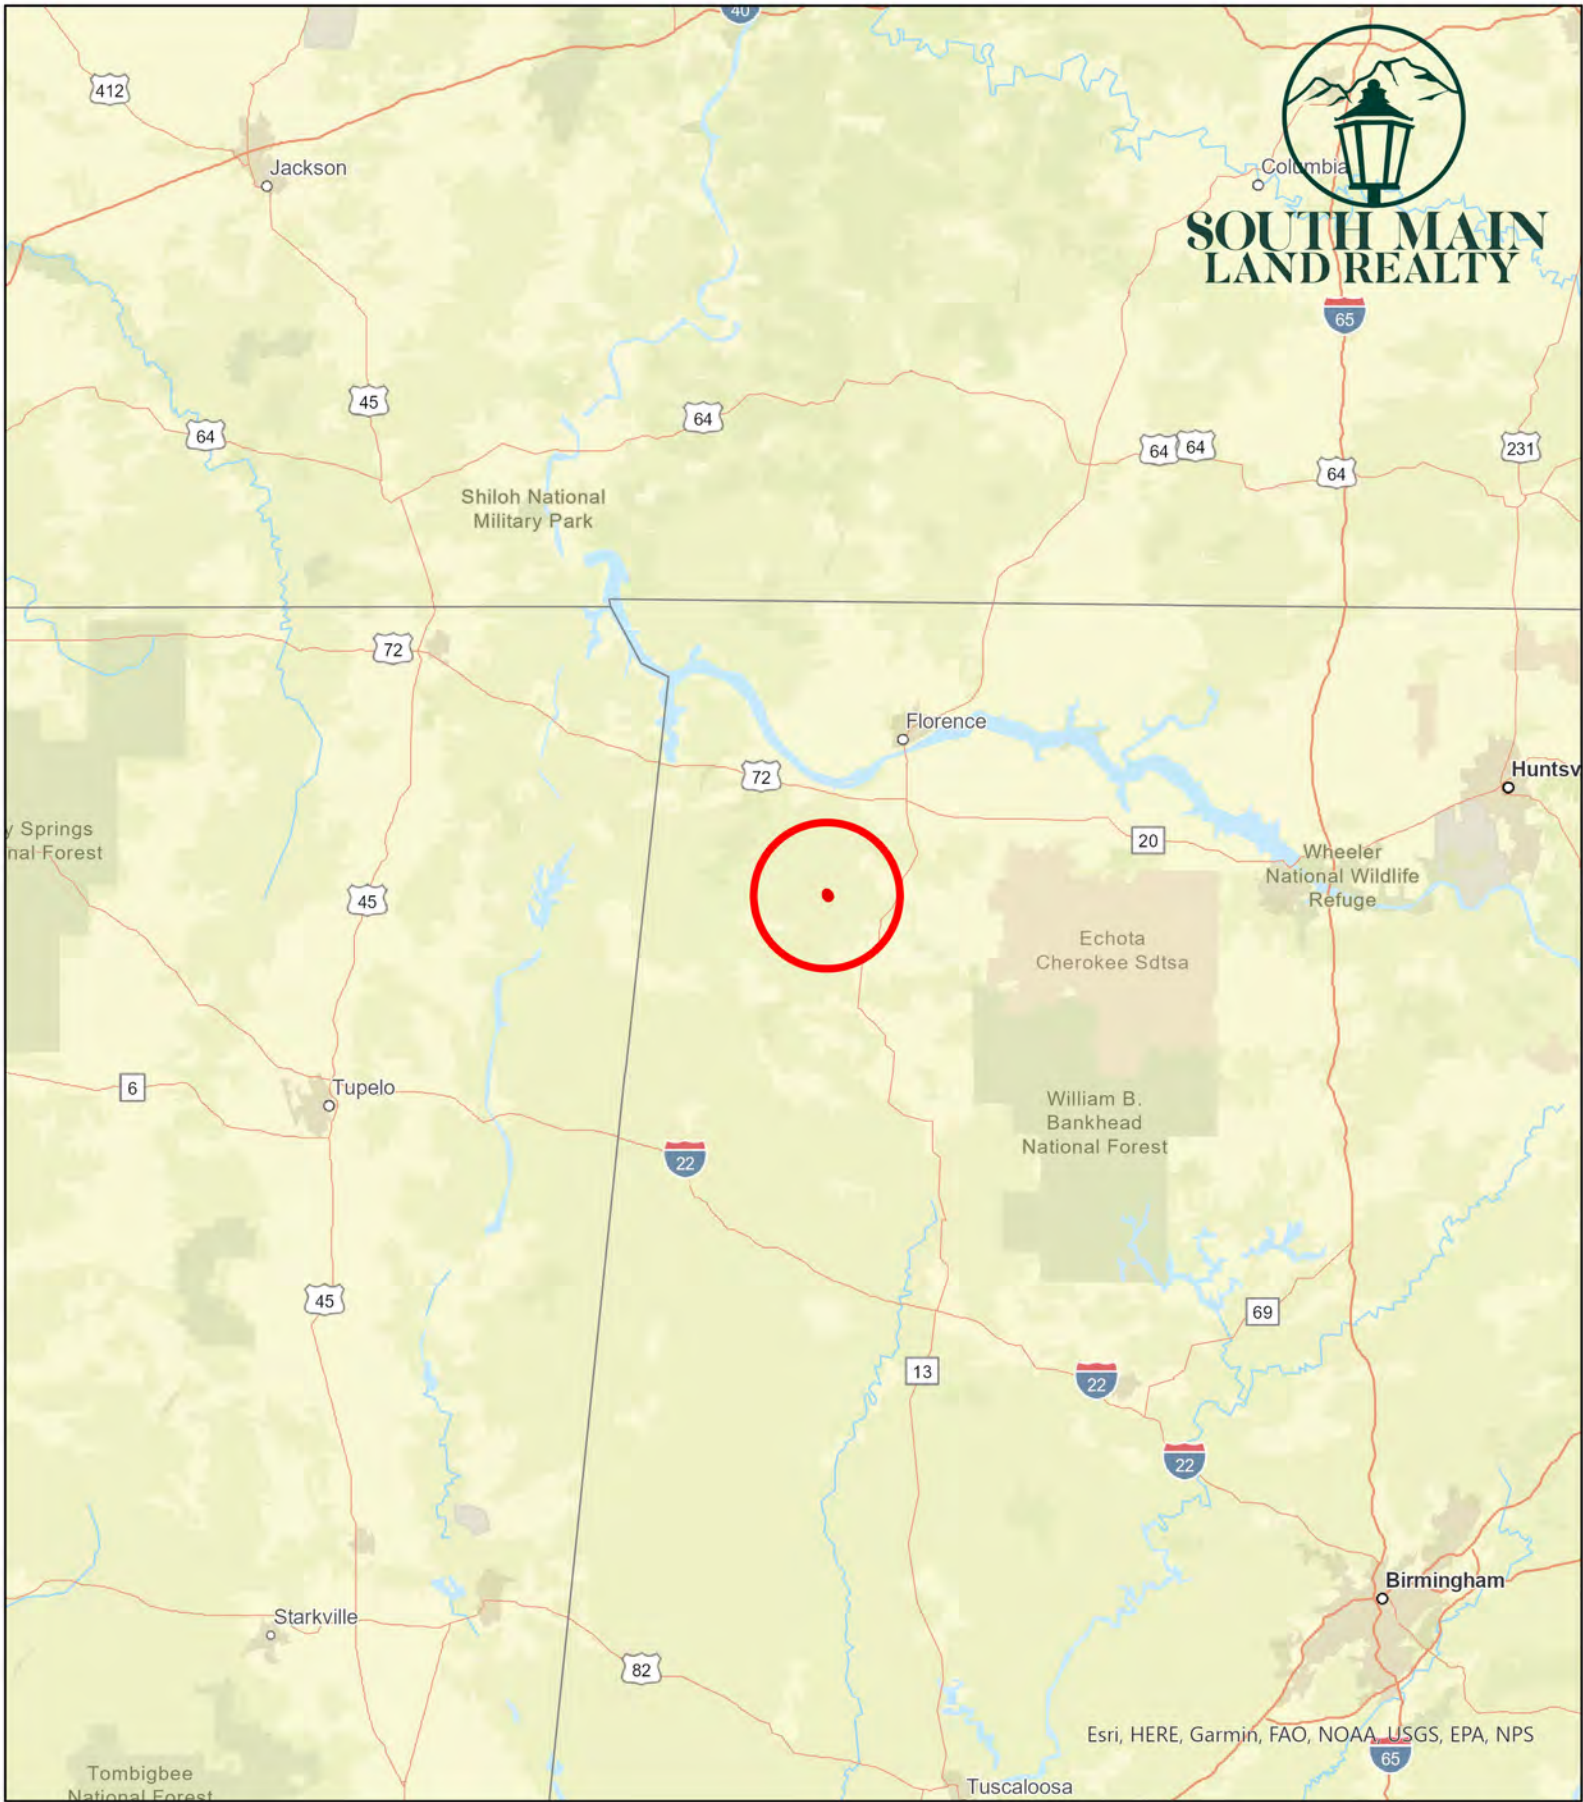 40
412
Jackson
Columbia
SOUTH MAIN
LAND REALTY
65
45
64
64
64
64
231
64
Shiloh National
Military Park
72
Florence
72
Huntsv
y Springs
nal Forest
20
Wheeler
National Wildlife
Refuge
45
Echota
Cherokee Sdtsa
6
Tupelo
William B.
Bankhead
National Forest
22
45
69
13
22
22
Birmingham
Starkville
82
Esri, HERE, Garmin, FAO, NOAA, USGS, EPA, NPS
65
Tombigbee
National Forest
Tuscaloosa